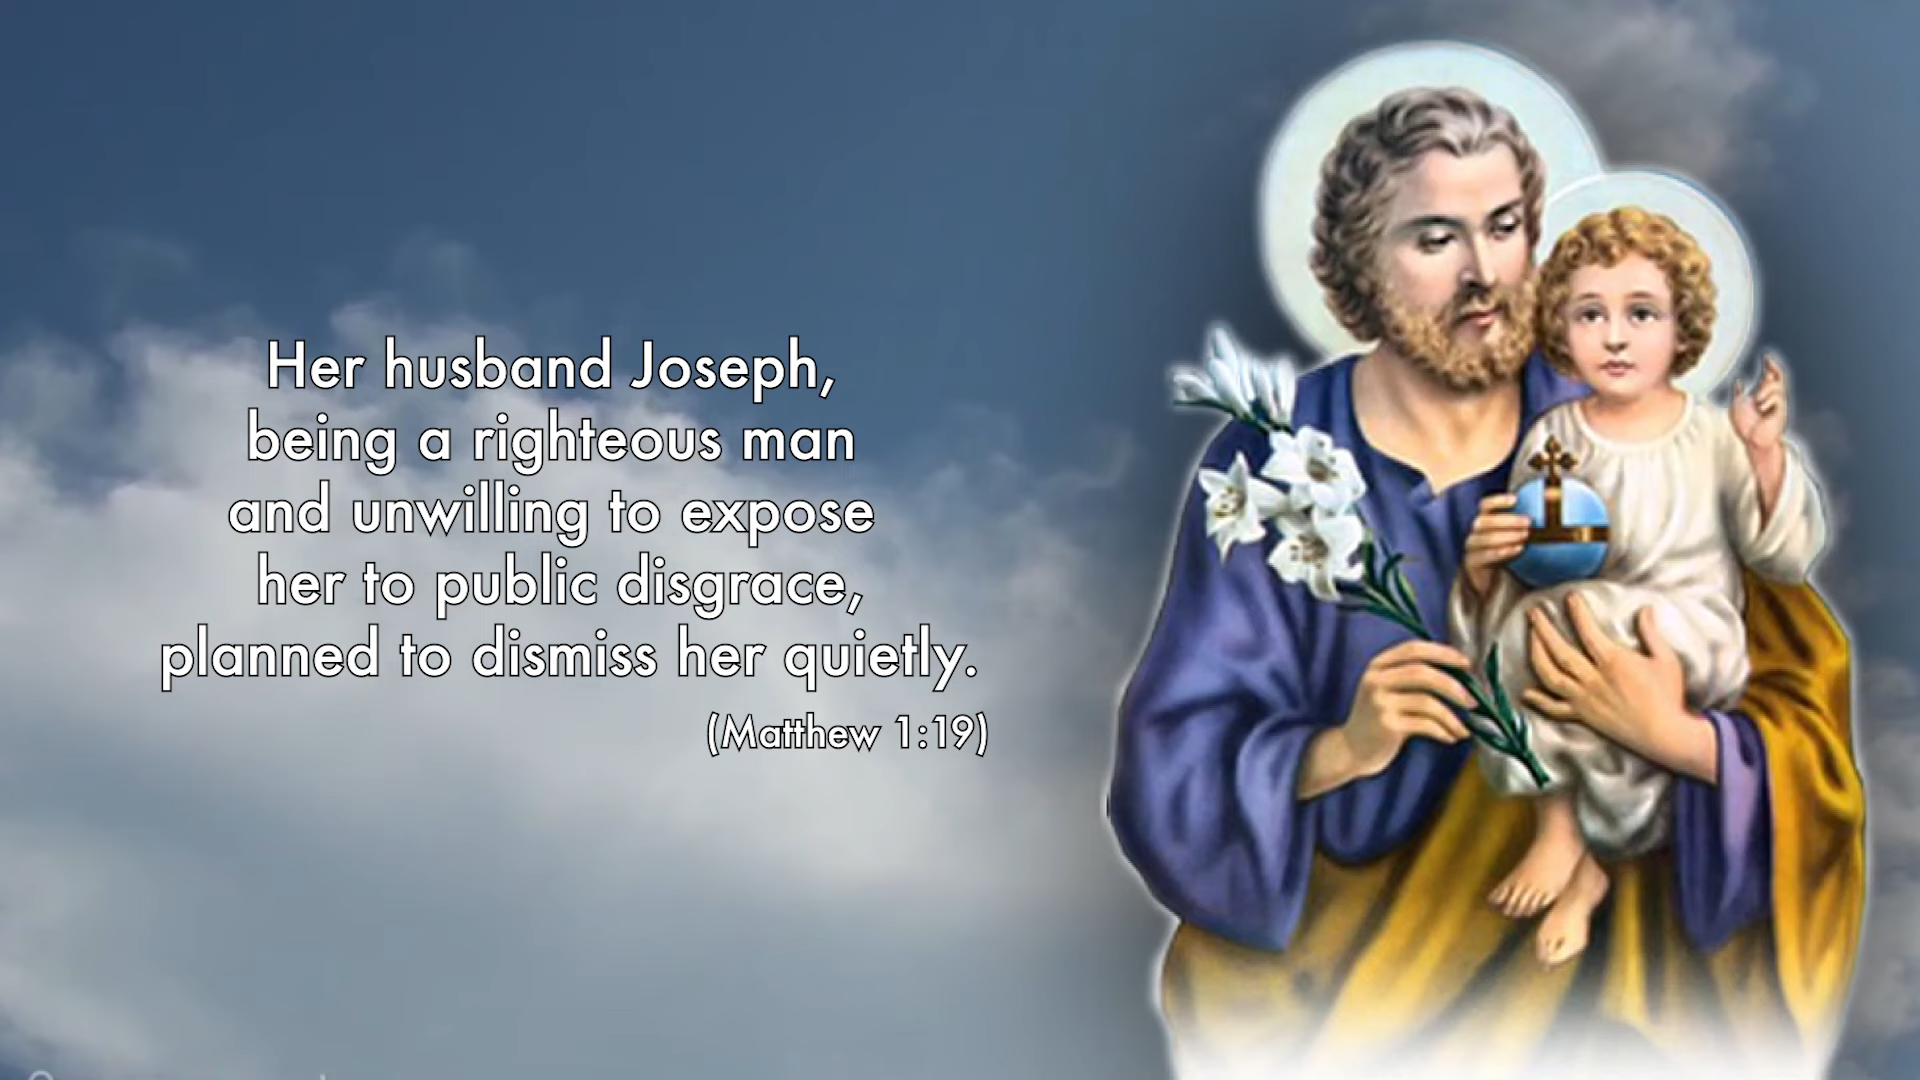 Her husband Joseph,
being a righteous man
and unwilling to expose
her to public disgrace,
planned to dismiss her quietly.
(Matthew 1:19)